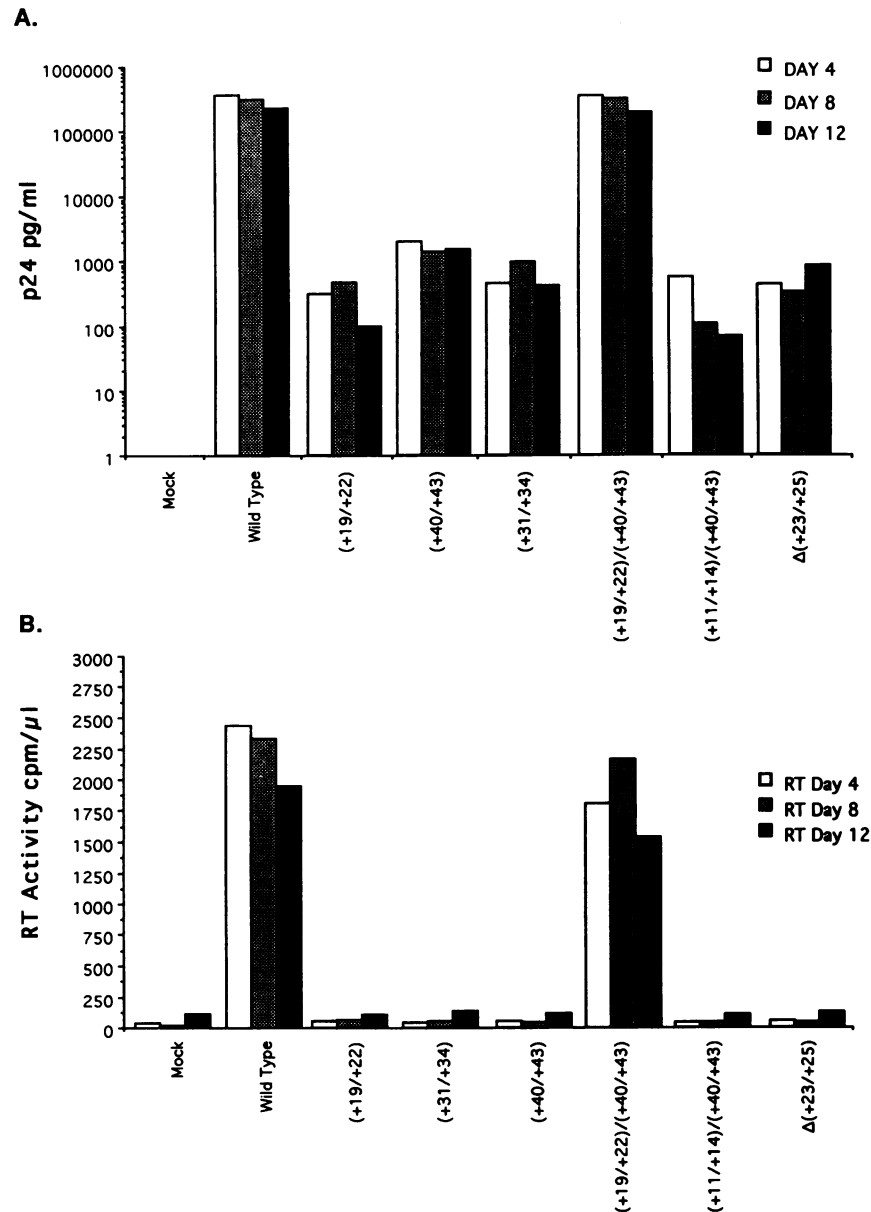 A.
1000000
100000
10000
1000
100
10
1
p24 pg/ml
DAY 4
DAY 8
DAY 12
Mock
Wild Type
(+19/+22)
(+40/+43)
(+31/+34)
(+19/+22)/(+40/+43)
(+11/+14)/(+40/+43)
Δ(+23/+25)
B.
3000
2750
2500
2250
2000
1750
1500
1250
1000
750
500
250
0
RT Activity cpm/µl
RT Day 4
RT Day 8
RT Day 12
Mock
Wild Type
(+19/+22)
(+31/+34)
(+40/+43)
(+19/+22)/(+40/+43)
(+11/+14)/(+40/+43)
Δ(+23/+25)